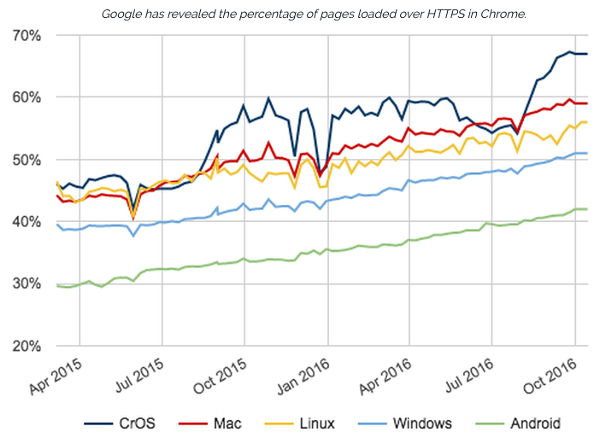 Google has revealed the percentage of pages loaded over HTTPS in Chrome.
70%
60%
50%
40%
30%
20%
Apr 2015 Jul 2015 Oct 2015 Jan 2016 Apr 2016 Jul 2016 Oct 2016
CrOS Mac Linux Windows Android